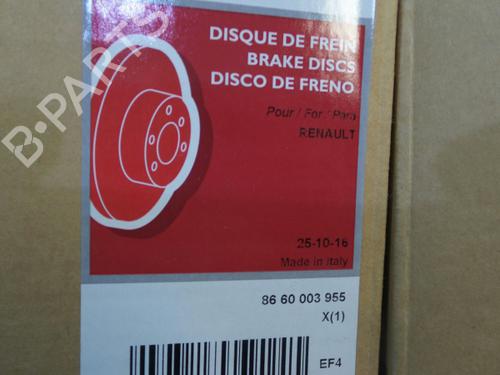 DISQUE DE FREIN
BRAKE DISCS
DISCO DE FRENO
Pour / For / Para
RENAULT
25-10-16
Made in Italy
86 60 003 955
X(1)
EF4
B-PARTS